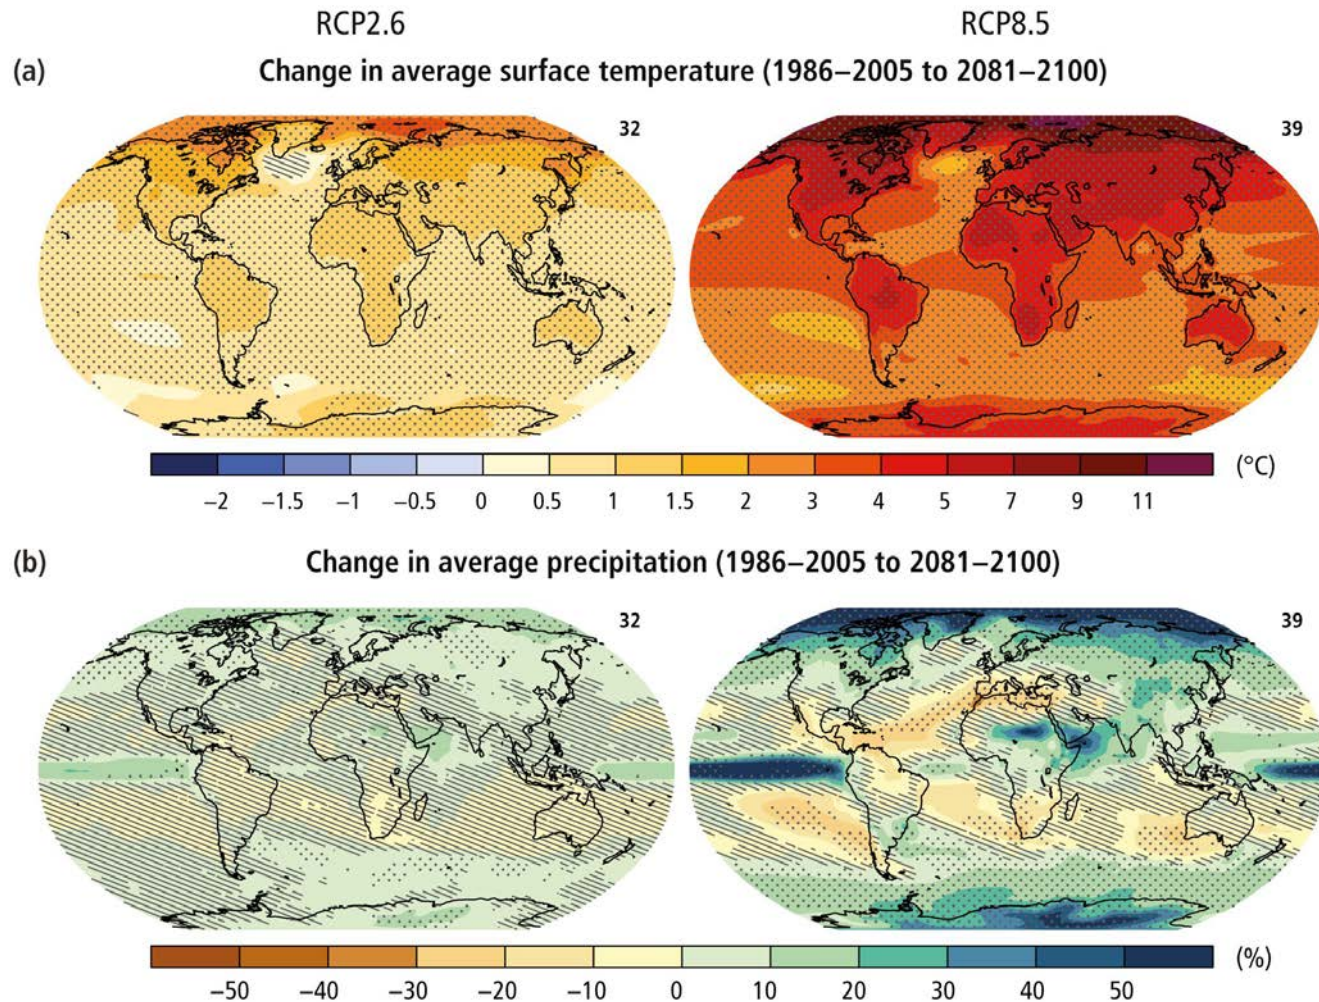 RCP2.6 RCP8.5
(a) Change in average surface temperature (1986–2005 to 2081–2100)
32 39
(°C)
−2 −1.5 −1 −0.5 0 0.5 1 1.5 2 3 4 5 7 9 11
(b) Change in average precipitation (1986–2005 to 2081–2100)
32 39
(%)
−50 −40 −30 −20 −10 0 10 20 30 40 50